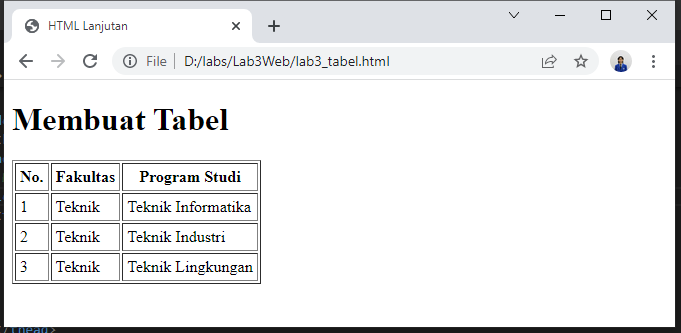 HTML Lanjutan
File D:/labs/Lab3Web/lab3_tabel.html
Membuat Tabel
No. Fakultas Program Studi
1 Teknik Teknik Informatika
2 Teknik Teknik Industri
3 Teknik Teknik Lingkungan
/head>